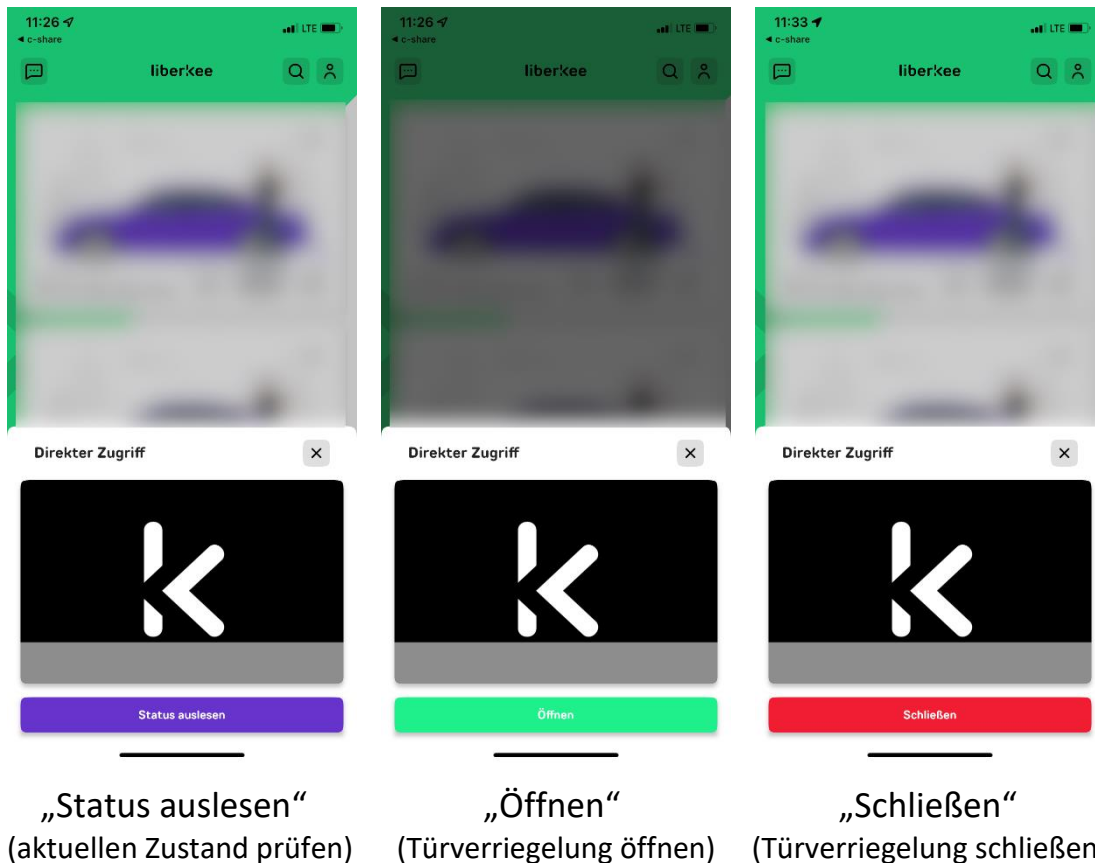 11:26
LTE
◄ c-share
liberkee
Direkter Zugriff
Status auslesen
„Status auslesen“
(aktuellen Zustand prüfen)
11:26
LTE
◄ c-share
liberkee
Direkter Zugriff
Öffnen
„Öffnen“
(Türverriegelung öffnen)
11:33
LTE
◄ c-share
liberkee
Direkter Zugriff
Schließen
„Schließen“
(Türverriegelung schließen